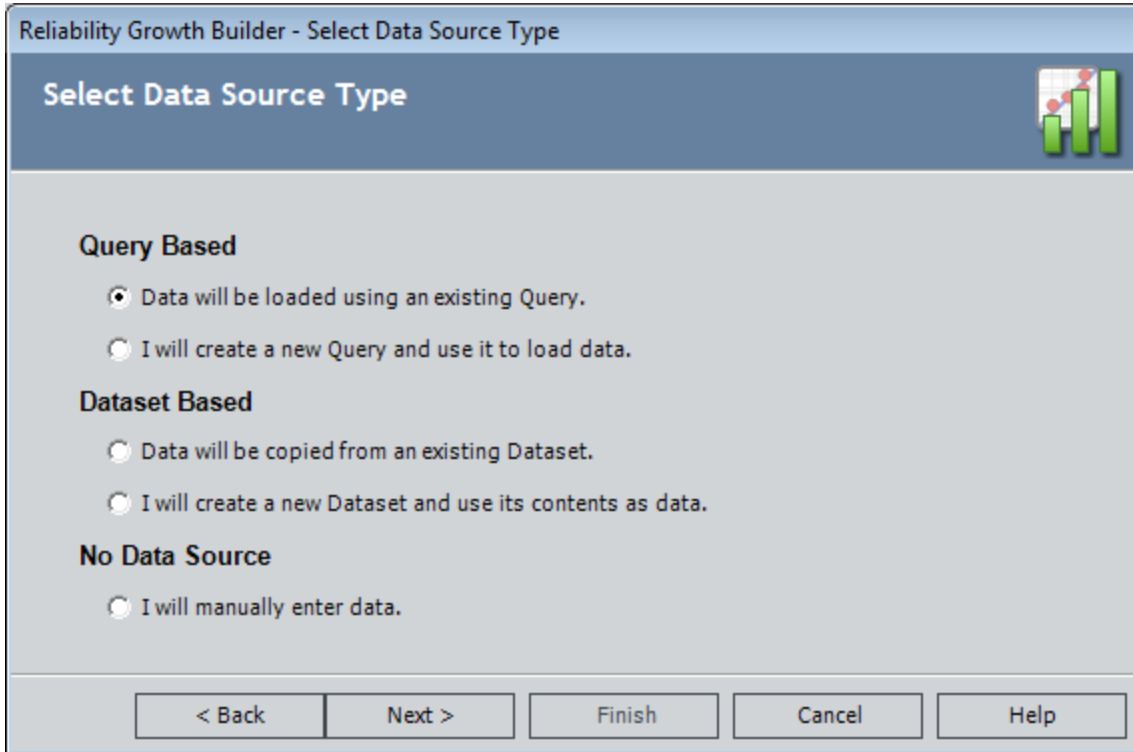 Reliability Growth Builder - Select Data Source Type
Select Data Source Type
Query Based
Data will be loaded using an existing Query.
I will create a new Query and use it to load data.
Dataset Based
Data will be copied from an existing Dataset.
I will create a new Dataset and use its contents as data.
No Data Source
I will manually enter data.
< Back Next > Finish Cancel Help